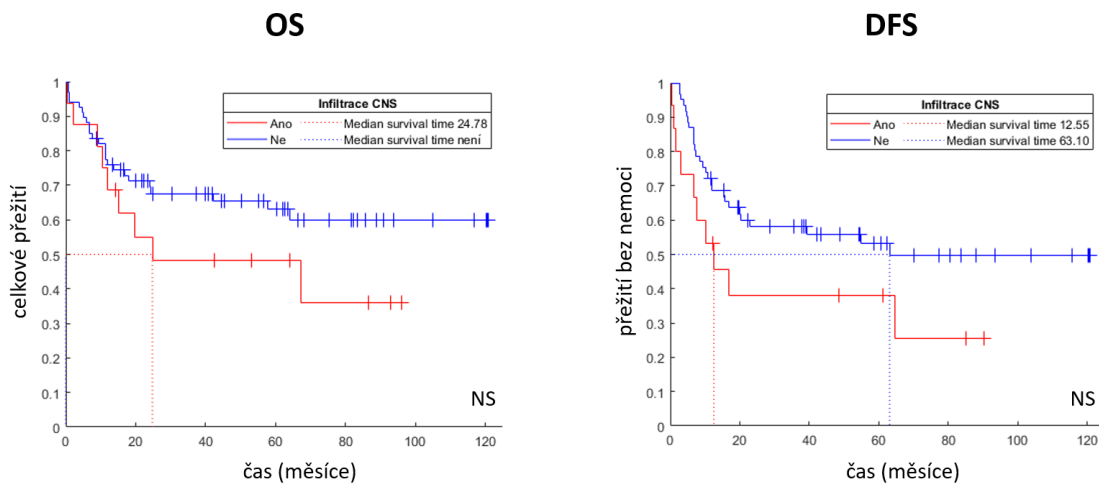 OS
celkové přežití
1
0.9
0.8
0.7
0.6
0.5
0.4
0.3
0.2
0.1
0
Infiltrace CNS
Ano Median survival time 24.78
Ne Median survival time není
NS
0 20 40 60 80 100 120
čas (měsíce)
DFS
přežití bez nemoci
1
0.9
0.8
0.7
0.6
0.5
0.4
0.3
0.2
0.1
0
Infiltrace CNS
Ano Median survival time 12.55
Ne Median survival time 63.10
NS
0 20 40 60 80 100 120
čas (měsíce)